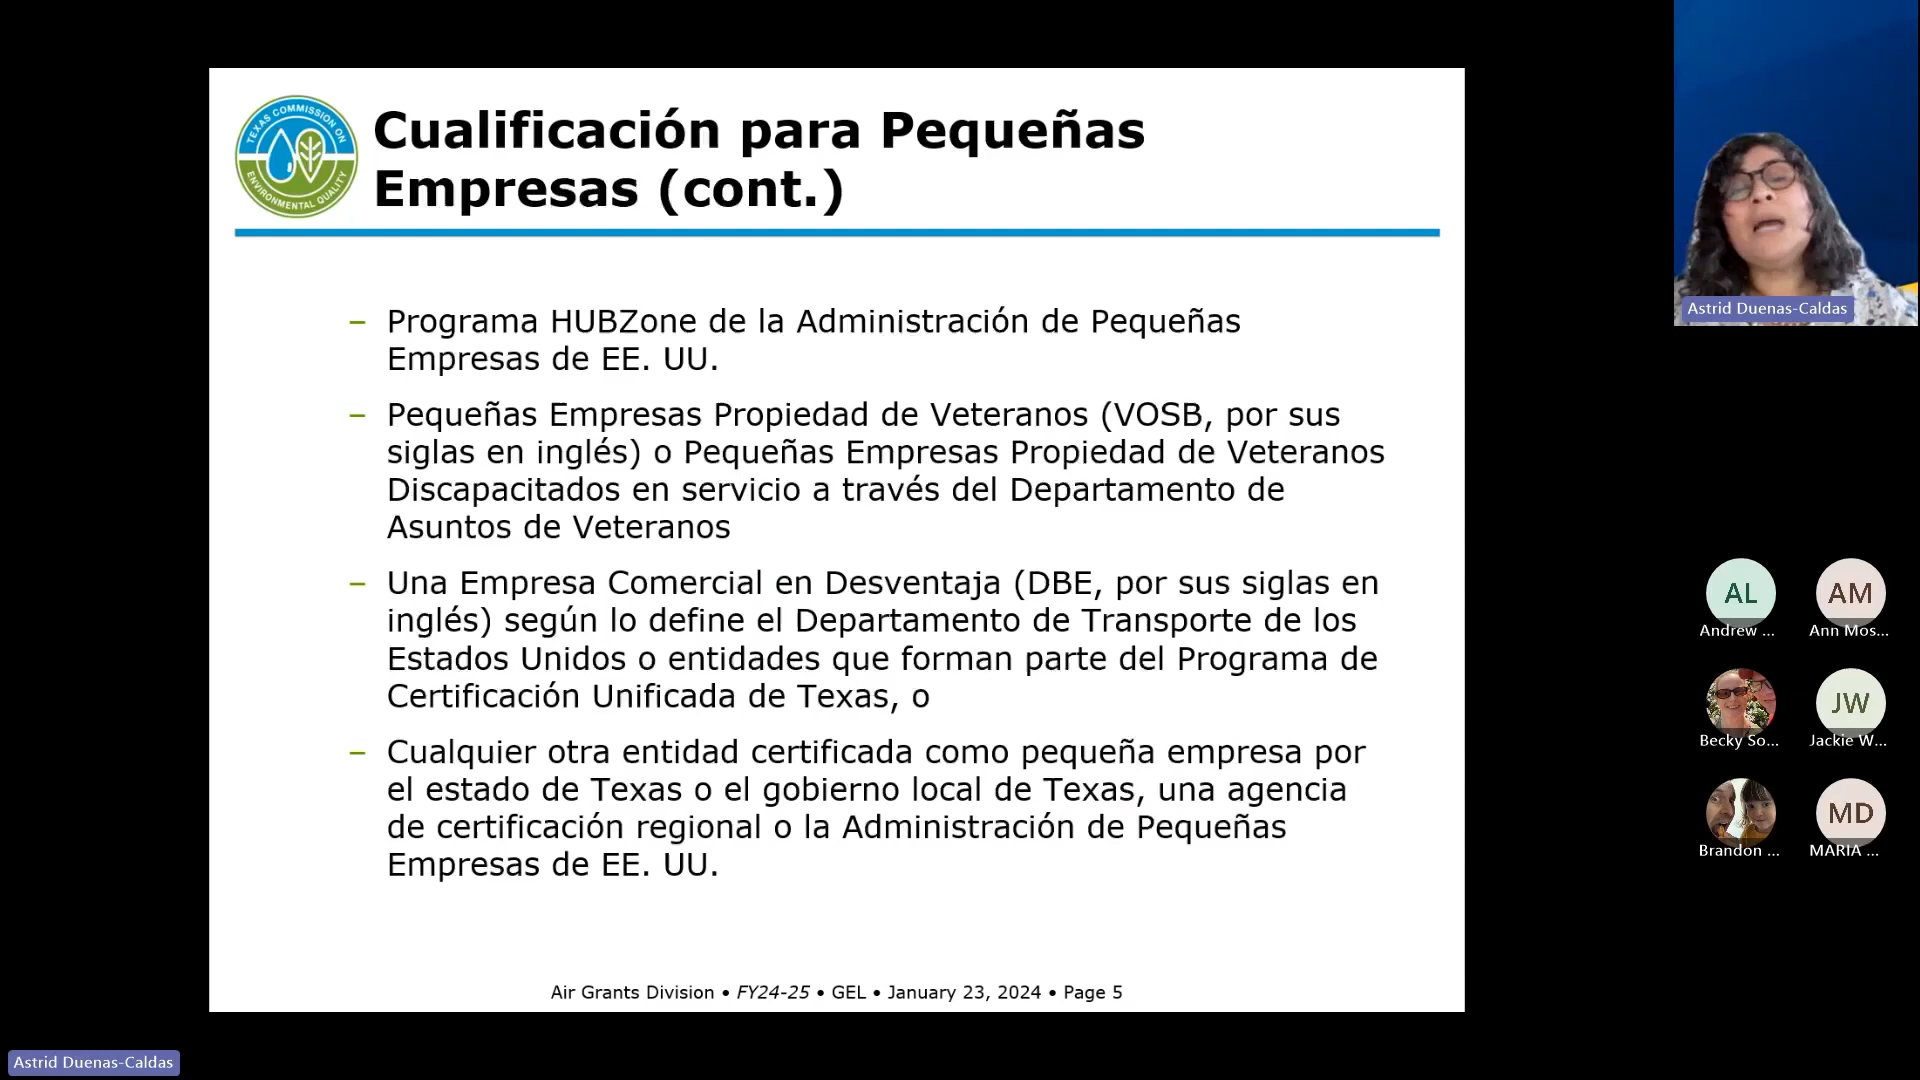 TEXAS COMMISSION ON
ENVIRONMENTAL QUALITY
Cualificación para Pequeñas
Empresas (cont.)
– Programa HUBZone de la Administración de Pequeñas
Empresas de EE. UU.
– Pequeñas Empresas Propiedad de Veteranos (VOSB, por sus
siglas en inglés) o Pequeñas Empresas Propiedad de Veteranos
Discapacitados en servicio a través del Departamento de
Asuntos de Veteranos
– Una Empresa Comercial en Desventaja (DBE, por sus siglas en
inglés) según lo define el Departamento de Transporte de los
Estados Unidos o entidades que forman parte del Programa de
Certificación Unificada de Texas, o
– Cualquier otra entidad certificada como pequeña empresa por
el estado de Texas o el gobierno local de Texas, una agencia
de certificación regional o la Administración de Pequeñas
Empresas de EE. UU.
Air Grants Division • FY24-25 • GEL • January 23, 2024 • Page 5
Astrid Duenas-Caldas
AL AM
Andrew ... Ann Mos...
JW
Becky So... Jackie W...
MD
Brandon ... MARIA ...
Astrid Duenas-Caldas